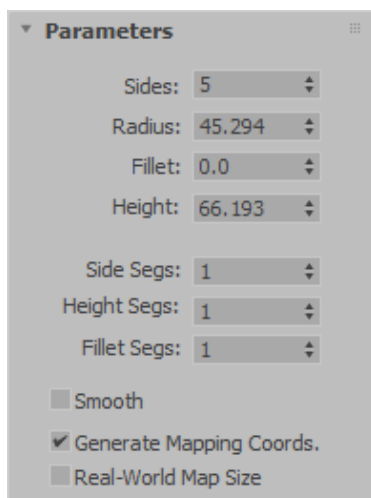 Parameters
Sides: 5
Radius: 45.294
Fillet: 0.0
Height: 66.193
Side Segs: 1
Height Segs: 1
Fillet Segs: 1
Smooth
Generate Mapping Coords.
Real-World Map Size